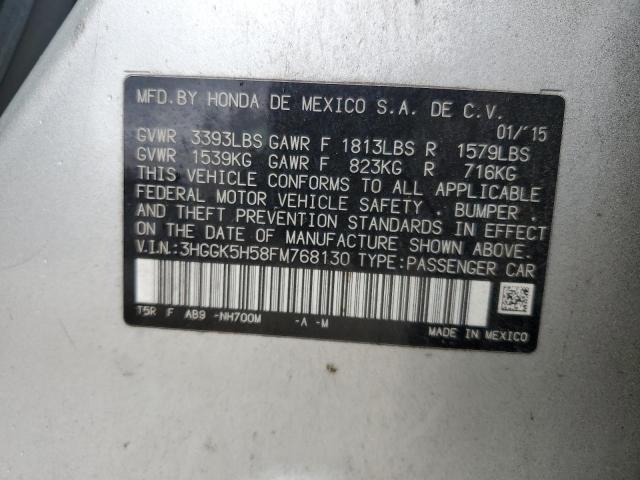 MFD.BY HONDA DE MEXICO S.A. DE C.V.
01/'15
GVWR 3393LBS GAWR F 1813LBS R 1579LBS
GVWR 1539KG GAWR F 823KG R 716KG
THIS VEHICLE CONFORMS TO ALL APPLICABLE
FEDERAL MOTOR VEHICLE SAFETY . BUMPER .
AND THEFT PREVENTION STANDARDS IN EFFECT
ON THE DATE OF MANUFACTURE SHOWN ABOVE.
V.I.N.:3HGGK5H58FM768130 TYPE:PASSENGER CAR
T5R F AB9 -NH700M -A -M
MADE IN MEXICO